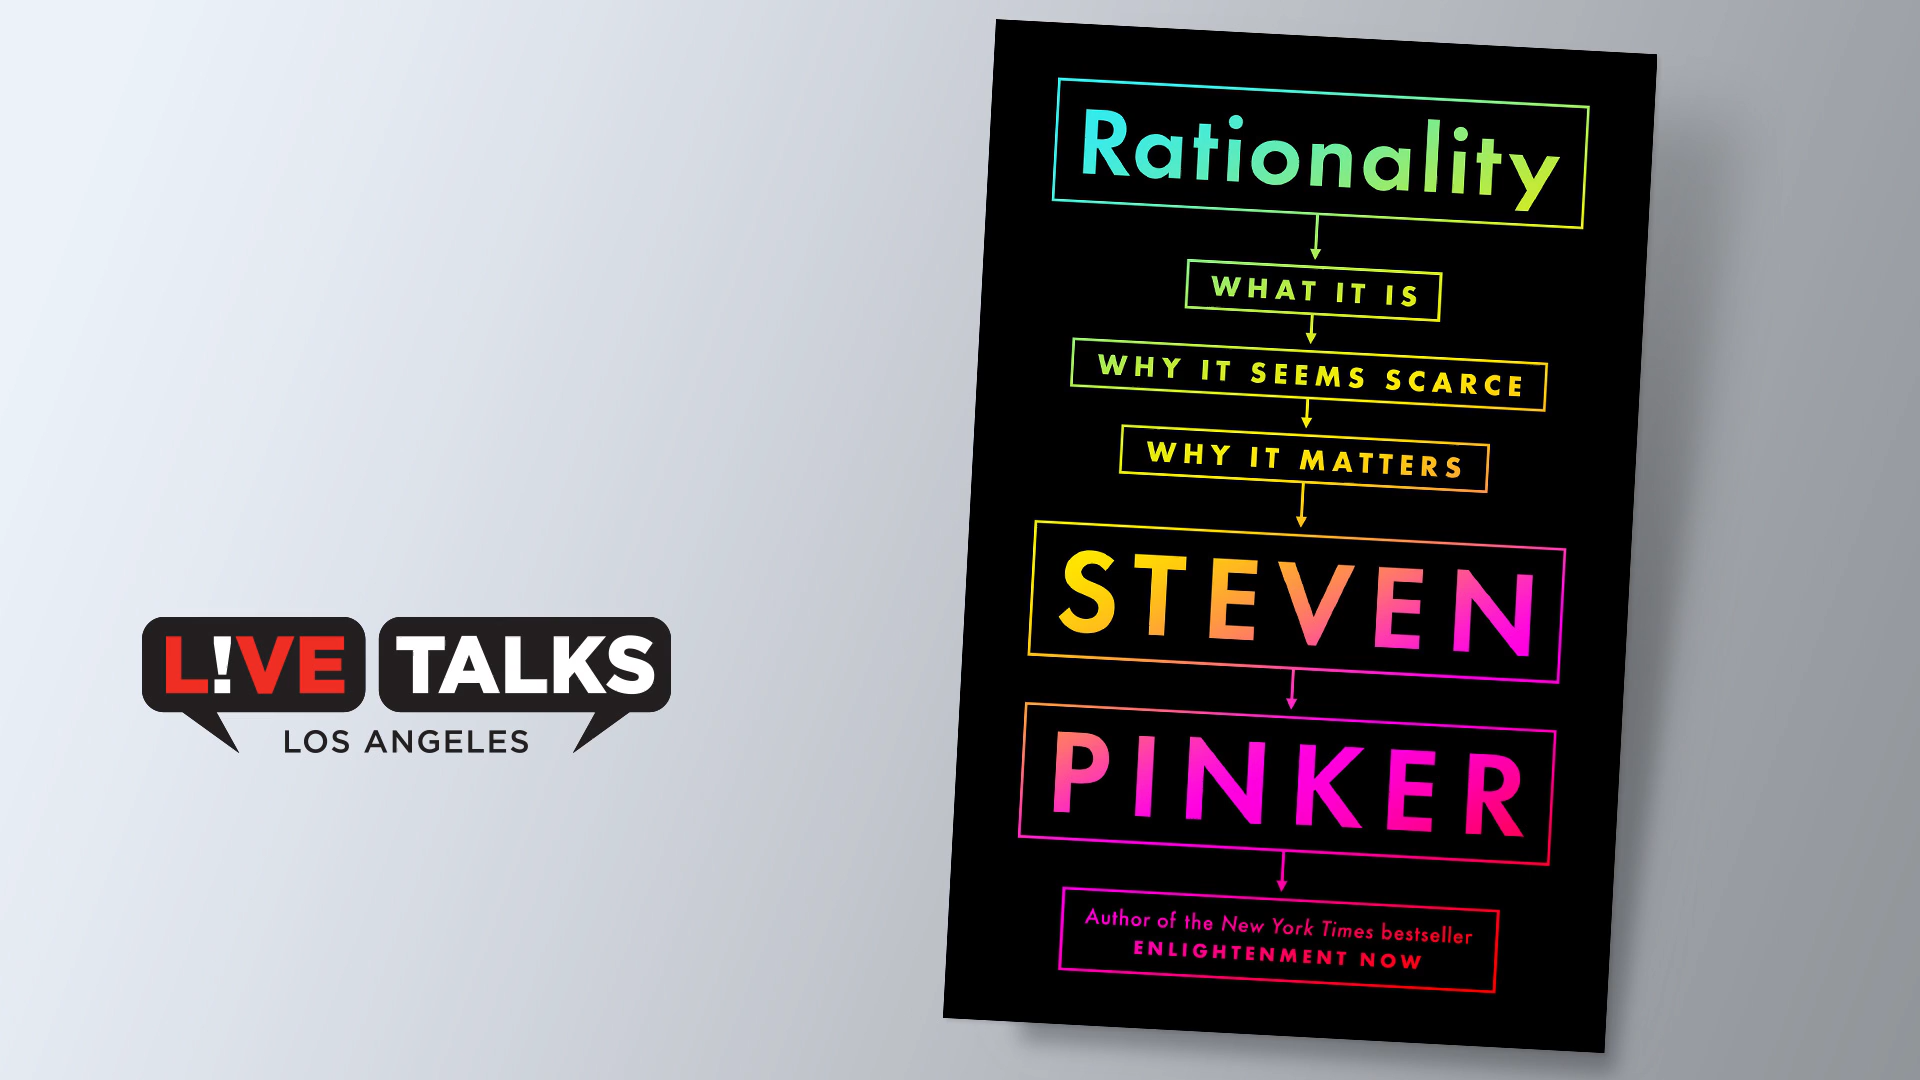 L!VE TALKS
LOS ANGELES
Rationality
WHAT IT IS
WHY IT SEEMS SCARCE
WHY IT MATTERS
STEVEN
PINKER
Author of the New York Times bestseller
ENLIGHTENMENT NOW